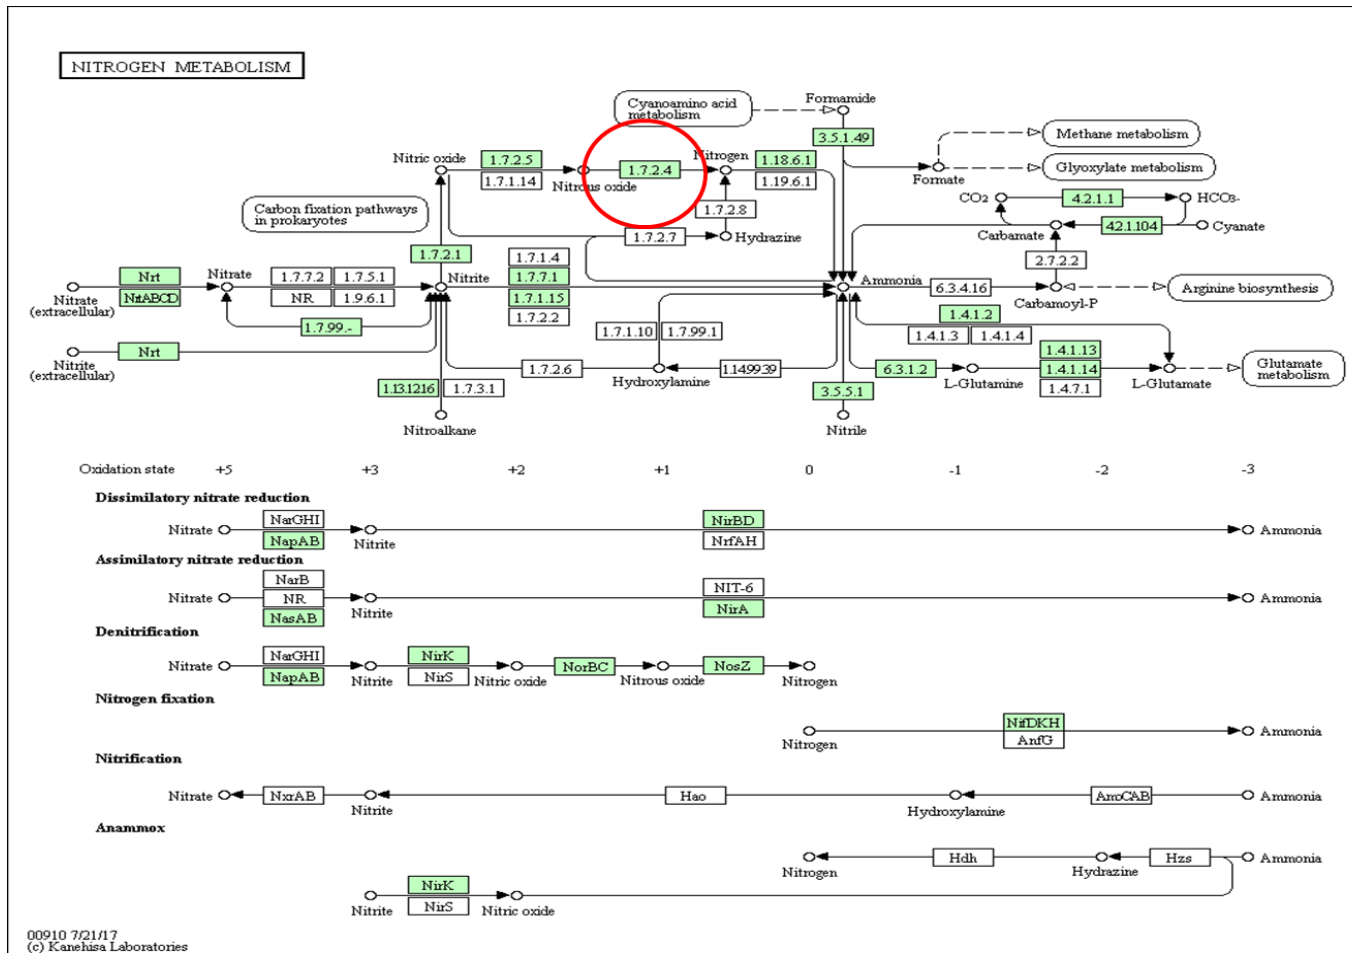 NITROGEN METABOLISM
Cyanoamino acid
metabolism
Formamide
3.5.1.49
Methane metabolism
Glyoxylate metabolism
Formate
Nitric oxide
1.7.2.5
1.7.1.14
Nitrous oxide
1.7.2.4
Nitrogen
1.18.6.1
1.19.6.1
1.7.2.8
Hydrazine
1.7.2.7
Carbon fixation pathways
in prokaryotes
CO2
4.2.1.1
HCO3-
4.2.1.104
Carbamate
Cyanate
2.7.2.2
1.7.2.1
Nrt
NrtABCD
Nitrate
(extracellular)
Nitrate
1.7.7.2
1.7.5.1
NR
1.9.6.1
1.7.99.-
Nitrite
1.7.1.4
1.7.7.1
1.7.1.15
1.7.2.2
Ammonia
6.3.4.16
Carbamoyl-P
Arginine biosynthesis
Nrt
Nitrite
(extracellular)
1.7.1.10
1.7.99.1
1.4.1.2
1.4.1.3
1.4.1.4
1.7.2.6
Hydroxylamine
1.14.99.39
6.3.1.2
L-Glutamine
1.4.1.13
1.4.1.14
1.4.7.1
L-Glutamate
Glutamate
metabolism
1.13.12.16
1.7.3.1
Nitroalkane
3.5.5.1
Nitrile
Oxidation state +5 +3 +2 +1 0 -1 -2 -3
Dissimilatory nitrate reduction
Nitrate
NarGHI
NapAB
Nitrite
NirBD
NrfAH
Ammonia
Assimilatory nitrate reduction
Nitrate
NarB
NR
NasAB
Nitrite
NIT-6
NirA
Ammonia
Denitrification
Nitrate
NarGHI
NapAB
Nitrite
NirK
NirS
Nitric oxide
NorBC
Nitrous oxide
NosZ
Nitrogen
Nitrogen fixation
Nitrogen
NifDKH
AnfG
Ammonia
Nitrification
Nitrate
NxrAB
Nitrite
Hao
Hydroxylamine
AmoCAB
Ammonia
Anammox
Nitrogen
Hdh
Hydrazine
Hzs
Ammonia
Nitrite
NirK
NirS
Nitric oxide
00910 7/21/17
(c) Kanehisa Laboratories